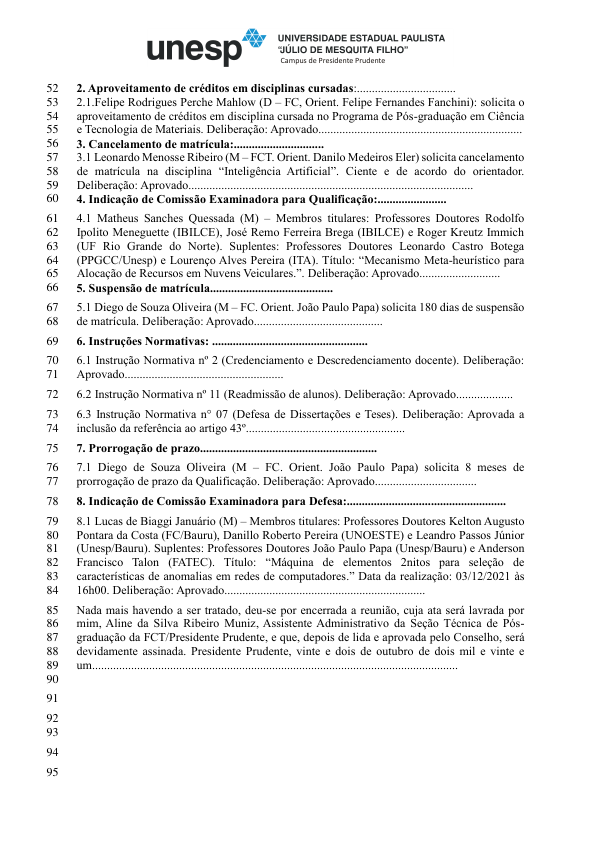 unesp
UNIVERSIDADE ESTADUAL PAULISTA
"JÚLIO DE MESQUITA FILHO"
Campus de Presidente Prudente
52 2. Aproveitamento de créditos em disciplinas cursadas:.................................
53 2.1.Felipe Rodrigues Perche Mahlow (D – FC, Orient. Felipe Fernandes Fanchini): solicita o
54 aproveitamento de créditos em disciplina cursada no Programa de Pós-graduação em Ciência
55 e Tecnologia de Materiais. Deliberação: Aprovado....................................................................
56 3. Cancelamento de matrícula:..............................
57 3.1 Leonardo Menosse Ribeiro (M – FCT. Orient. Danilo Medeiros Eler) solicita cancelamento
58 de matrícula na disciplina “Inteligência Artificial”. Ciente e de acordo do orientador.
59 Deliberação: Aprovado...............................................................................................
60 4. Indicação de Comissão Examinadora para Qualificação:.......................
61 4.1 Matheus Sanches Quessada (M) – Membros titulares: Professores Doutores Rodolfo
62 Ipolito Meneguette (IBILCE), José Remo Ferreira Brega (IBILCE) e Roger Kreutz Immich
63 (UF Rio Grande do Norte). Suplentes: Professores Doutores Leonardo Castro Botega
64 (PPGCC/Unesp) e Lourenço Alves Pereira (ITA). Título: “Mecanismo Meta-heurístico para
65 Alocação de Recursos em Nuvens Veiculares.”. Deliberação: Aprovado...........................
66 5. Suspensão de matrícula.........................................
67 5.1 Diego de Souza Oliveira (M – FC. Orient. João Paulo Papa) solicita 180 dias de suspensão
68 de matrícula. Deliberação: Aprovado...........................................
69 6. Instruções Normativas: ....................................................
70 6.1 Instrução Normativa nº 2 (Credenciamento e Descredenciamento docente). Deliberação:
71 Aprovado.....................................................
72 6.2 Instrução Normativa nº 11 (Readmissão de alunos). Deliberação: Aprovado...................
73 6.3 Instrução Normativa n° 07 (Defesa de Dissertações e Teses). Deliberação: Aprovada a
74 inclusão da referência ao artigo 43º.....................................................
75 7. Prorrogação de prazo...........................................................
76 7.1 Diego de Souza Oliveira (M – FC. Orient. João Paulo Papa) solicita 8 meses de
77 prorrogação de prazo da Qualificação. Deliberação: Aprovado..................................
78 8. Indicação de Comissão Examinadora para Defesa:.....................................................
79 8.1 Lucas de Biaggi Januário (M) – Membros titulares: Professores Doutores Kelton Augusto
80 Pontara da Costa (FC/Bauru), Danillo Roberto Pereira (UNOESTE) e Leandro Passos Júnior
81 (Unesp/Bauru). Suplentes: Professores Doutores João Paulo Papa (Unesp/Bauru) e Anderson
82 Francisco Talon (FATEC). Título: “Máquina de elementos 2nitos para seleção de
83 características de anomalias em redes de computadores.” Data da realização: 03/12/2021 às
84 16h00. Deliberação: Aprovado...................................................................
85 Nada mais havendo a ser tratado, deu-se por encerrada a reunião, cuja ata será lavrada por
86 mim, Aline da Silva Ribeiro Muniz, Assistente Administrativo da Seção Técnica de Pós-
87 graduação da FCT/Presidente Prudente, e que, depois de lida e aprovada pelo Conselho, será
88 devidamente assinada. Presidente Prudente, vinte e dois de outubro de dois mil e vinte e
89 um..........................................................................................................................
90
91
92
93
94
95